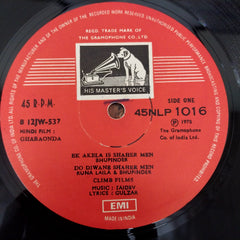 REGD. TRADE MARK OF
THE GRAMOPHONE CO. LTD.
HIS MASTER'S VOICE
45 R.P.M.
B 12JW-537
HINDI FILM :
GHARAONDA
SIDE ONE
45NLP 1016
℗ 1976
The Gramophone
Co. of India Ltd.
EK AKELA IS SHAHER MEN
BHUPINDER
DO DIWANE SHAHER MEN
RUNA LAILA & BHUPINDER
CLIMB FILMS
MUSIC : JAIDEV
LYRICS : GULZAR
EMI
MADE IN INDIA